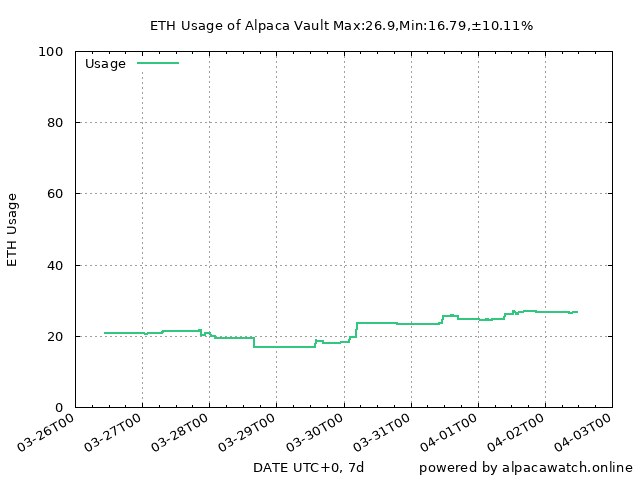 ETH Usage of Alpaca Vault Max:26.9,Min:16.79,±10.11%
Usage
100
80
60
40
20
0
ETH Usage
03-26T00
03-27T00
03-28T00
03-29T00
03-30T00
03-31T00
04-01T00
04-02T00
04-03T00
DATE UTC+0, 7d
powered by alpacawatch.online